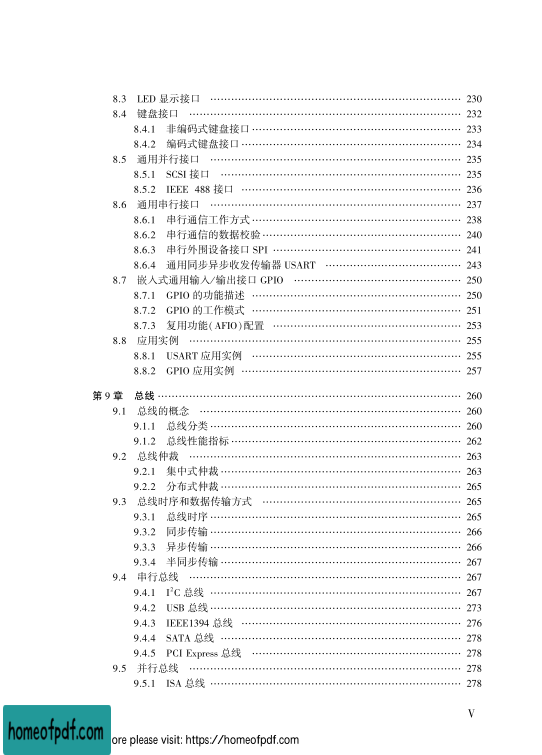 8.3 LED 显示接口 …… 230
8.4 键盘接口 …… 232
8.4.1 非编码式键盘接口 …… 233
8.4.2 编码式键盘接口 …… 234
8.5 通用并行接口 …… 235
8.5.1 SCSI 接口 …… 235
8.5.2 IEEE 488 接口 …… 236
8.6 通用串行接口 …… 237
8.6.1 串行通信工作方式 …… 238
8.6.2 串行通信的数据校验 …… 240
8.6.3 串行外围设备接口 SPI …… 241
8.6.4 通用同步异步收发传输器 USART …… 243
8.7 嵌入式通用输入/输出接口 GPIO …… 250
8.7.1 GPIO 的功能描述 …… 250
8.7.2 GPIO 的工作模式 …… 251
8.7.3 复用功能(AFIO)配置 …… 253
8.8 应用实例 …… 255
8.8.1 USART 应用实例 …… 255
8.8.2 GPIO 应用实例 …… 257
第 9 章 总线 …… 260
9.1 总线的概念 …… 260
9.1.1 总线分类 …… 260
9.1.2 总线性能指标 …… 262
9.2 总线仲裁 …… 263
9.2.1 集中式仲裁 …… 263
9.2.2 分布式仲裁 …… 265
9.3 总线时序和数据传输方式 …… 265
9.3.1 总线时序 …… 265
9.3.2 同步传输 …… 266
9.3.3 异步传输 …… 266
9.3.4 半同步传输 …… 267
9.4 串行总线 …… 267
9.4.1 I²C 总线 …… 267
9.4.2 USB 总线 …… 273
9.4.3 IEEE1394 总线 …… 276
9.4.4 SATA 总线 …… 278
9.4.5 PCI Express 总线 …… 278
9.5 并行总线 …… 278
9.5.1 ISA 总线 …… 278
V
homeofpdf.com
ore please visit: https://homeofpdf.com